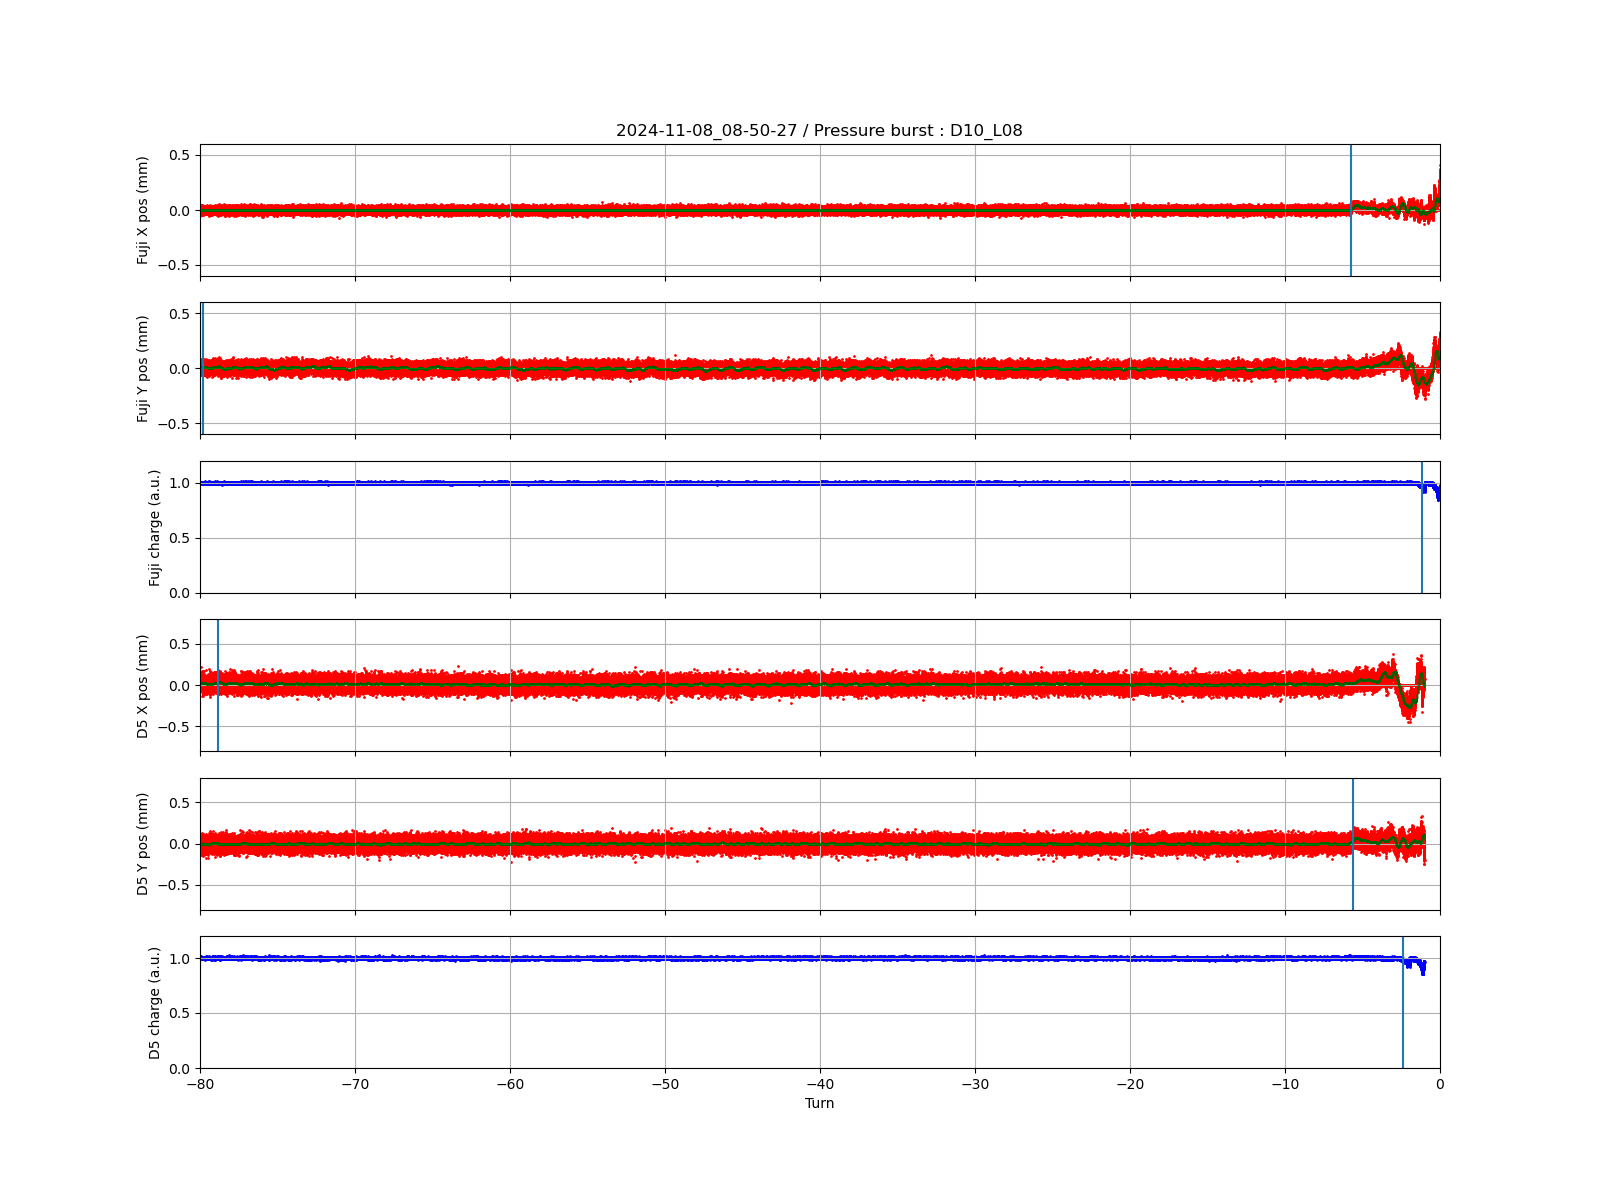 2024-11-08_08-50-27 / Pressure burst : D10_L08
Fuji X pos (mm)
0.5
0.0
−0.5
Fuji Y pos (mm)
0.5
0.0
−0.5
Fuji charge (a.u.)
1.0
0.5
0.0
D5 X pos (mm)
0.5
0.0
−0.5
D5 Y pos (mm)
0.5
0.0
−0.5
D5 charge (a.u.)
1.0
0.5
0.0
−80 −70 −60 −50 −40 −30 −20 −10 0
Turn